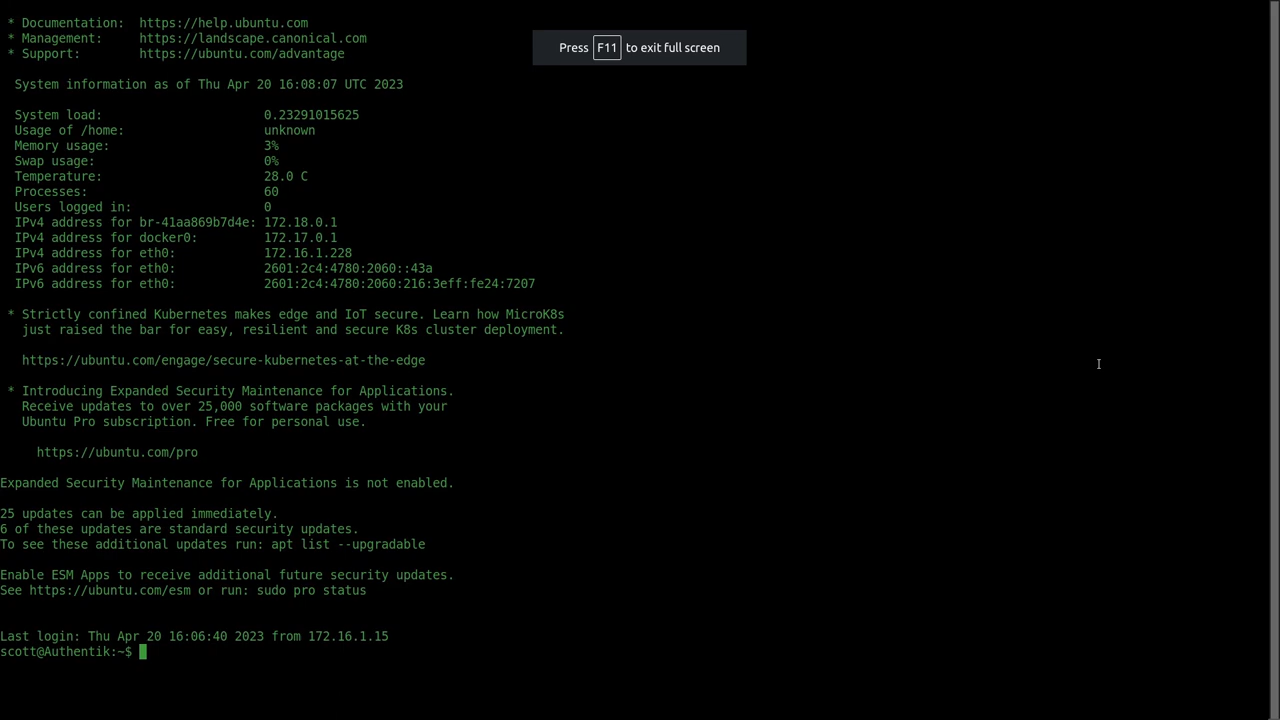 * Documentation:  https://help.ubuntu.com
* Management:     https://landscape.canonical.com
* Support:        https://ubuntu.com/advantage
Press F11 to exit full screen
System information as of Thu Apr 20 16:08:07 UTC 2023
System load:                      0.23291015625
Usage of /home:                   unknown
Memory usage:                     3%
Swap usage:                       0%
Temperature:                      28.0 C
Processes:                        60
Users logged in:                  0
IPv4 address for br-41aa869b7d4e: 172.18.0.1
IPv4 address for docker0:         172.17.0.1
IPv4 address for eth0:            172.16.1.228
IPv6 address for eth0:            2601:2c4:4780:2060::43a
IPv6 address for eth0:            2601:2c4:4780:2060:216:3eff:fe24:7207
* Strictly confined Kubernetes makes edge and IoT secure. Learn how MicroK8s
just raised the bar for easy, resilient and secure K8s cluster deployment.
https://ubuntu.com/engage/secure-kubernetes-at-the-edge
* Introducing Expanded Security Maintenance for Applications.
Receive updates to over 25,000 software packages with your
Ubuntu Pro subscription. Free for personal use.
https://ubuntu.com/pro
Expanded Security Maintenance for Applications is not enabled.
25 updates can be applied immediately.
6 of these updates are standard security updates.
To see these additional updates run: apt list --upgradable
Enable ESM Apps to receive additional future security updates.
See https://ubuntu.com/esm or run: sudo pro status
Last login: Thu Apr 20 16:06:40 2023 from 172.16.1.15
scott@Authentik:~$